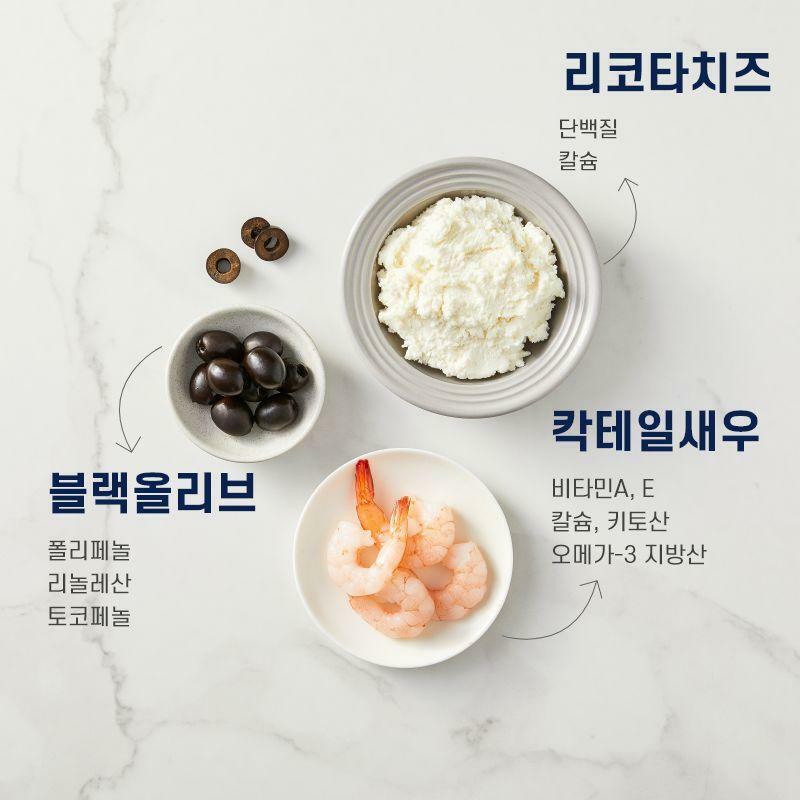 리코타치즈
단백질
칼슘
칵테일새우
비타민A, E
칼슘, 키토산
오메가-3 지방산
블랙올리브
폴리페놀
리놀레산
토코페놀